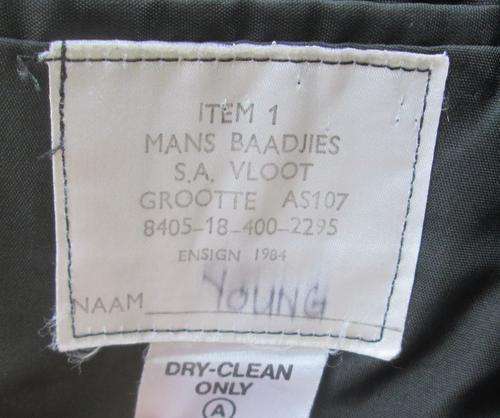 ITEM 1
MANS BAADJIES
S.A. VLOOT
GROOTTE AS107
8405-18-400-2295
ENSIGN 1984
NAAM YOUNG
DRY-CLEAN
ONLY
A